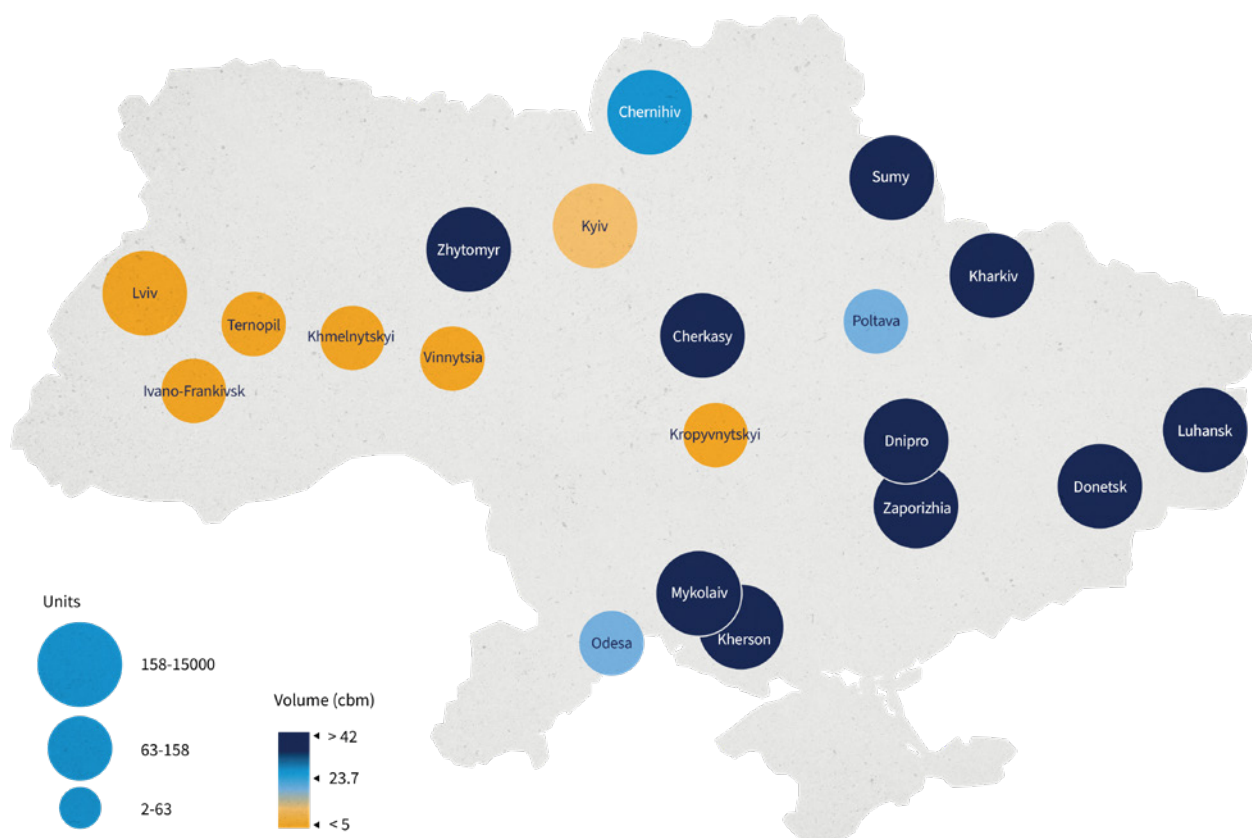 Chernihiv
Sumy
Kyiv
Zhytomyr
Kharkiv
Lviv
Ternopil
Khmelnytskyi
Cherkasy
Poltava
Vinnytsia
Ivano-Frankivsk
Kropyvnytskyi
Dnipro
Luhansk
Donetsk
Zaporizhia
Mykolaiv
Kherson
Odesa
Units
158-15000
63-158
2-63
Volume (cbm)
> 42
23.7
< 5